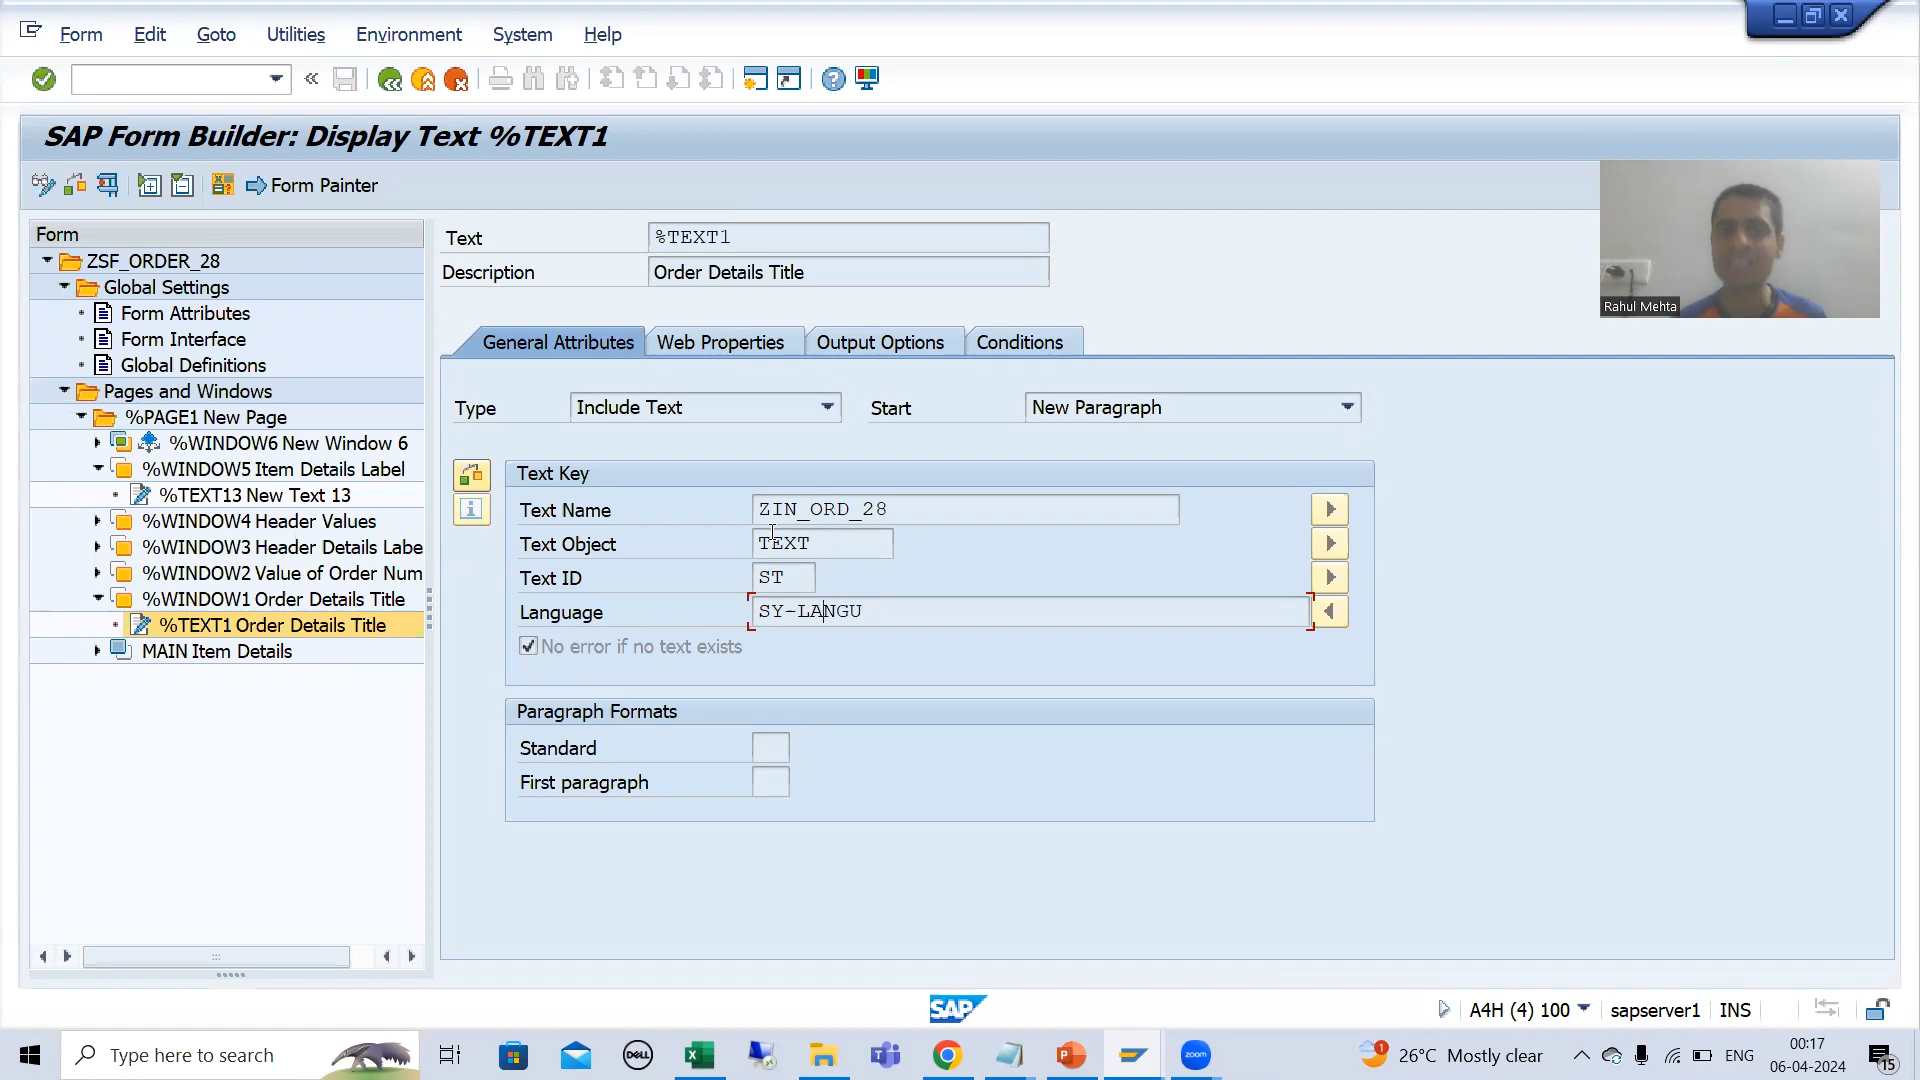 Form Edit Goto Utilities Environment System Help
SAP Form Builder: Display Text %TEXT1
Form Painter
Form
ZSF_ORDER_28
Global Settings
Form Attributes
Form Interface
Global Definitions
Pages and Windows
%PAGE1 New Page
%WINDOW6 New Window 6
%WINDOW5 Item Details Label
%TEXT13 New Text 13
%WINDOW4 Header Values
%WINDOW3 Header Details Labe
%WINDOW2 Value of Order Num
%WINDOW1 Order Details Title
%TEXT1 Order Details Title
MAIN Item Details
Text %TEXT1
Description Order Details Title
General Attributes Web Properties Output Options Conditions
Type Include Text Start New Paragraph
Text Key
Text Name ZIN_ORD_28
Text Object TEXT
Text ID ST
Language SY-LANGU
No error if no text exists
Paragraph Formats
Standard
First paragraph
Rahul Mehta
SAP
A4H (4) 100 sapserver1 INS
Type here to search
DELL
zoom
1
26°C Mostly clear
ENG
00:17
06-04-2024
15